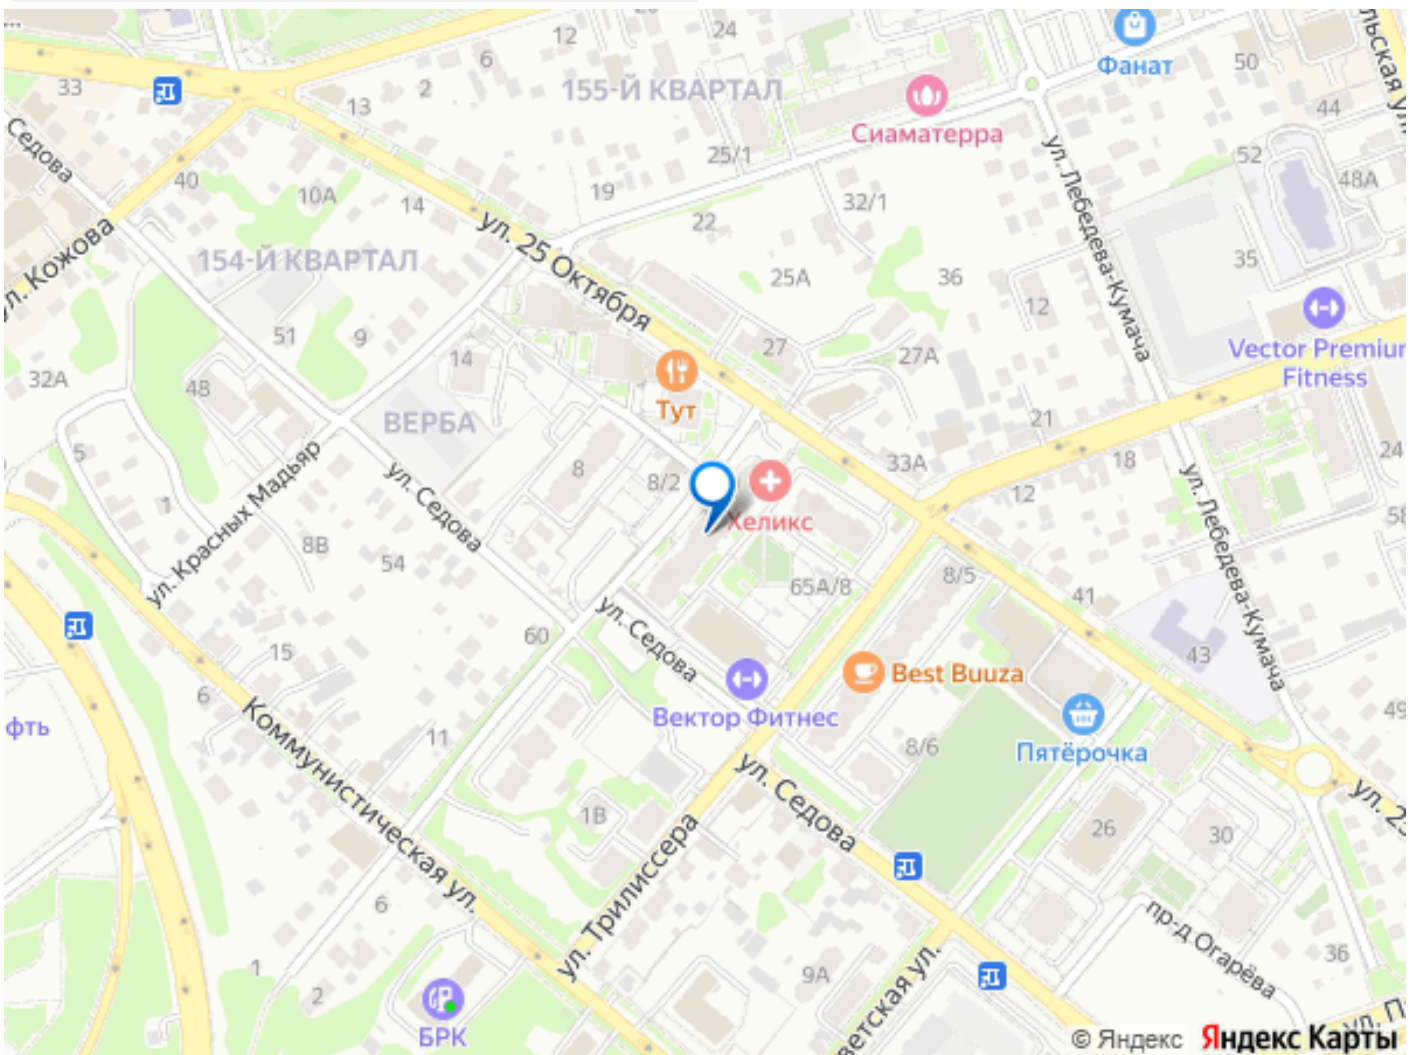 ...
33
Седова
40
ул. Кожова
13
2
6
12
24
155-Й КВАРТАЛ
Фанат
50
44
52
48А
Сиаматерра
25/1
19
22
32/1
10А
14
154-Й КВАРТАЛ
ул. 25 Октября
25А
36
ул. Лебедева-Кумача
12
35
Vector Premium
Fitness
51
9
14
27
27А
32А
48
Тут
ВЕРБА
21
18
24
5
1
8
8/2
33А
12
ул. Красных Мадьяр
ул. Седова
Хеликс
ул. Лебедева-Кумача
8В
54
65А/8
8/5
41
60
ул. Седова
15
6
43
Best Buuza
Вектор Фитнес
Пятёрочка
фть
Коммунистическая ул.
11
8/6
49
ул. Седова
1В
26
30
ул. Трилиссера
6
1
2
9А
пр-д Огарёва
36
БРК
© Яндекс Яндекс Карты